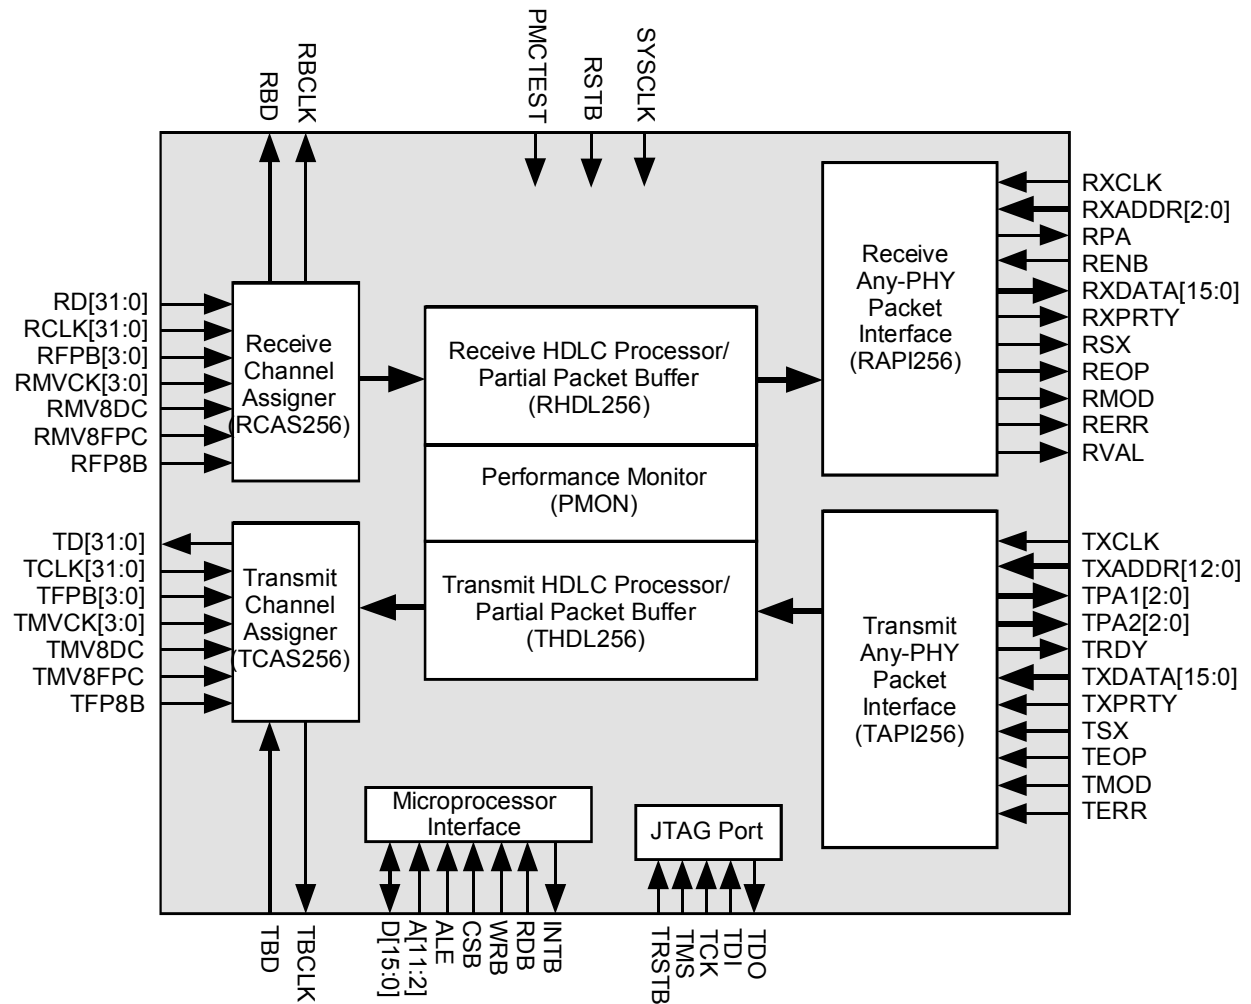 RBD
RBCLK
PMCTEST
RSTB
SYSCLK
RD[31:0]
RCLK[31:0]
RFPB[3:0]
RMVCK[3:0]
RMV8DC
RMV8FPC
RFP8B
Receive
Channel
Assigner
(RCAS256)
Receive HDLC Processor/
Partial Packet Buffer
(RHDL256)
Performance Monitor
(PMON)
Transmit HDLC Processor/
Partial Packet Buffer
(THDL256)
Receive
Any-PHY
Packet
Interface
(RAPI256)
RXCLK
RXADDR[2:0]
RPA
RENB
RXDATA[15:0]
RXPRTY
RSX
REOP
RMOD
RERR
RVAL
TD[31:0]
TCLK[31:0]
TFPB[3:0]
TMVCK[3:0]
TMV8DC
TMV8FPC
TFP8B
Transmit
Channel
Assigner
(TCAS256)
Transmit
Any-PHY
Packet
Interface
(TAPI256)
TXCLK
TXADDR[12:0]
TPA1[2:0]
TPA2[2:0]
TRDY
TXDATA[15:0]
TXPRTY
TSX
TEOP
TMOD
TERR
Microprocessor
Interface
JTAG Port
TBD
TBCLK
D[15:0]
A[11:2]
ALE
CSB
WRB
RDB
INTB
TRSTB
TMS
TCK
TDI
TDO